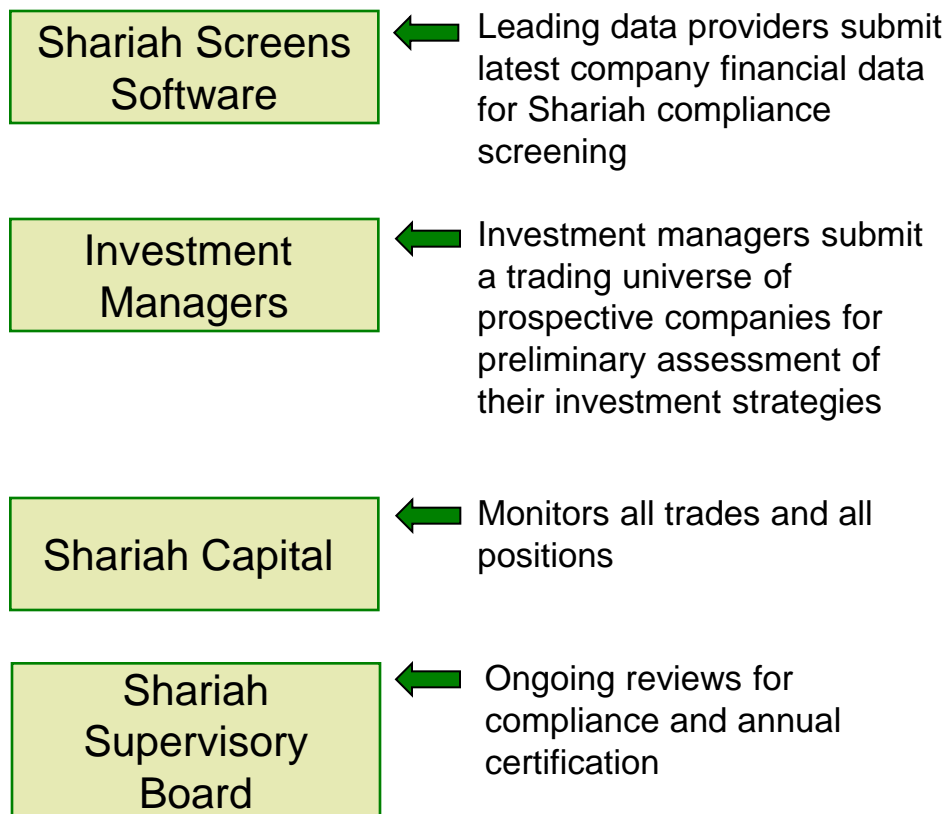 Shariah Screens
Software
Leading data providers submit
latest company financial data
for Shariah compliance
screening
Investment
Managers
Investment managers submit
a trading universe of
prospective companies for
preliminary assessment of
their investment strategies
Shariah Capital
Monitors all trades and all
positions
Shariah
Supervisory
Board
Ongoing reviews for
compliance and annual
certification